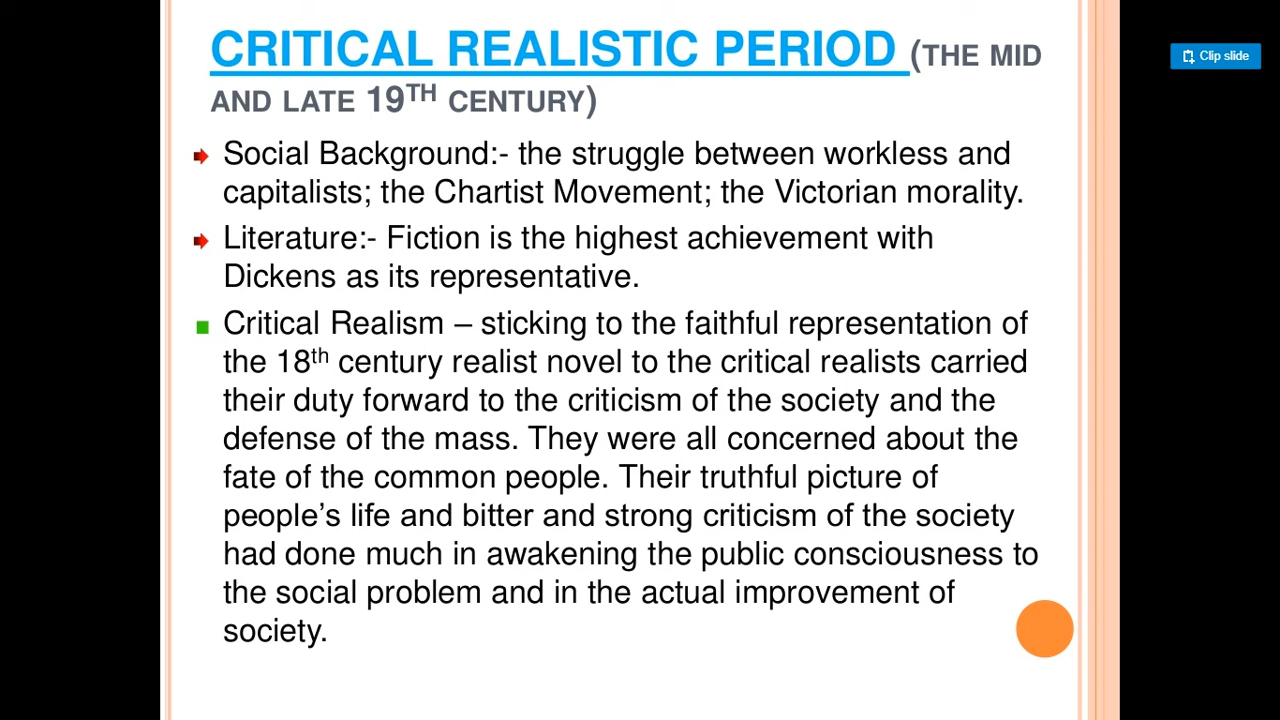 CRITICAL REALISTIC PERIOD (THE MID
AND LATE 19TH CENTURY)
Clip slide
Social Background:- the struggle between workless and
capitalists; the Chartist Movement; the Victorian morality.
Literature:- Fiction is the highest achievement with
Dickens as its representative.
Critical Realism – sticking to the faithful representation of
the 18th century realist novel to the critical realists carried
their duty forward to the criticism of the society and the
defense of the mass. They were all concerned about the
fate of the common people. Their truthful picture of
people’s life and bitter and strong criticism of the society
had done much in awakening the public consciousness to
the social problem and in the actual improvement of
society.